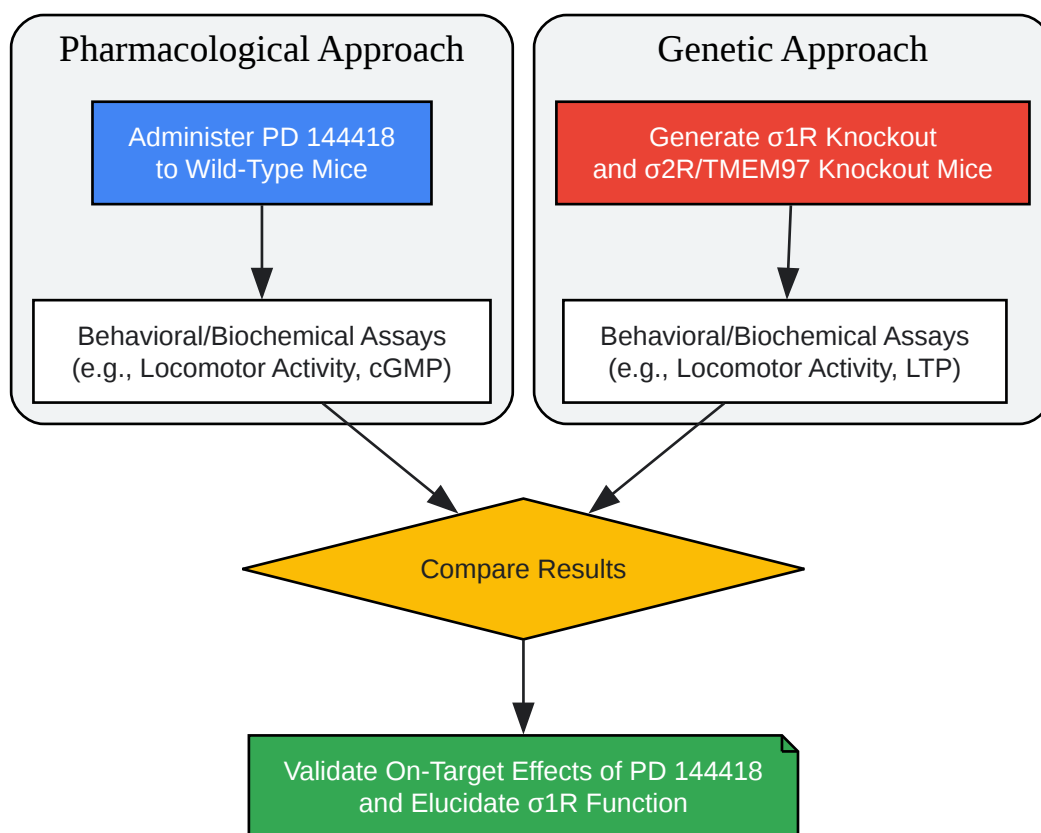 Pharmacological Approach
Administer PD 144418
to Wild-Type Mice
Behavioral/Biochemical Assays
(e.g., Locomotor Activity, cGMP)
Genetic Approach
Generate σ1R Knockout
and σ2R/TMEM97 Knockout Mice
Behavioral/Biochemical Assays
(e.g., Locomotor Activity, LTP)
Compare Results
Validate On-Target Effects of PD 144418
and Elucidate σ1R Function